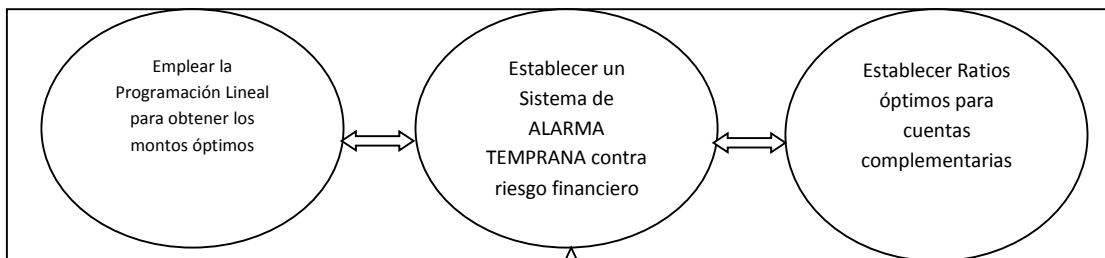 Emplear la
Programación Lineal
para obtener los
montos óptimos
Establecer un
Sistema de
ALARMA
TEMPRANA contra
riesgo financiero
Establecer Ratios
óptimos para
cuentas
complementarias